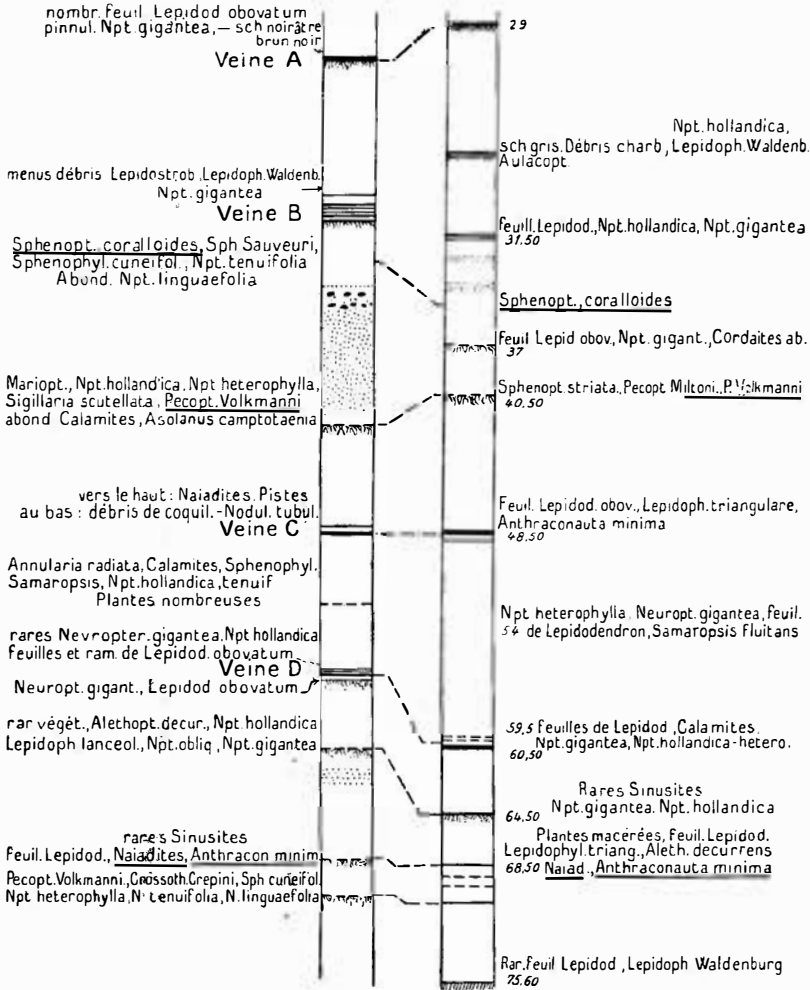 nombr. feuil. Lepidod obovatum
pinnul. Npt. gigantea, — sch noirâtre
brun noir
Veine A
menus débris Lepidostrob, Lepidoph. Waldenb.
Npt. gigantea
Veine B
Sphenopt. coralloides, Sph Sauveuri,
Sphenophyl. cuneifol., Npt. tenuifolia
Abond. Npt. linguaefolia
Mariopt., Npt. hollandica, Npt heterophylla,
Sigillaria scutellata, Pecopt. Volkmanni
abond Calamites, Asolanus camptotaenia
vers le haut : Naiadites. Pistes
au bas : débris de coquil. - Nodul. tubul.
Veine C
Annularia radiata, Calamites, Sphenophyl.
Samaropsis, Npt. hollandica, tenuif
Plantes nombreuses
rares Nevropter. gigantea. Npt hollandica
feuilles et ram. de Lepidod. obovatum
Veine D
Neuropt. gigant., Lepidod obovatum
rar végét., Alethopt. decur., Npt. hollandica
Lepidoph lanceol., Npt. obliq, Npt. gigantea
rares Sinusites
Feuil. Lepidod., Naiadites, Anthracon minim
Pecopt. Volkmanni., Crossoth. Crepini, Sph cuneifol.
Npt heterophylla, N. tenuifolia, N. linguaefolia
29
Npt. hollandica,
sch gris. Débris charb, Lepidoph. Waldenb.
Aulacopt.
feuill. Lepidod., Npt. hollandica, Npt. gigantea
31.50
Sphenopt., coralloides
feuil Lepid obov., Npt. gigant., Cordaites ab.
37
Sphenopt. striata, Pecopt Miltoni, P. Volkmanni
40.50
Feuil. Lepidod. obov., Lepidoph. triangulare,
Anthraconauta minima
48.50
Npt heterophylla, Neuropt. gigantea, feuil.
54 de Lepidodendron, Samaropsis fluitans
59,5 feuilles de Lepidod, Calamites.
Npt. gigantea, Npt. hollandica-hetero.
60,50
Rares Sinusites
Npt. gigantea. Npt. hollandica
64.50
Plantes macérées, feuil. Lepidod.
Lepidophyl. triang., Aleth. decurrens
68,50 Naiad., Anthraconauta minima
Rar. feuil Lepidod, Lepidoph Waldenburg
75.60